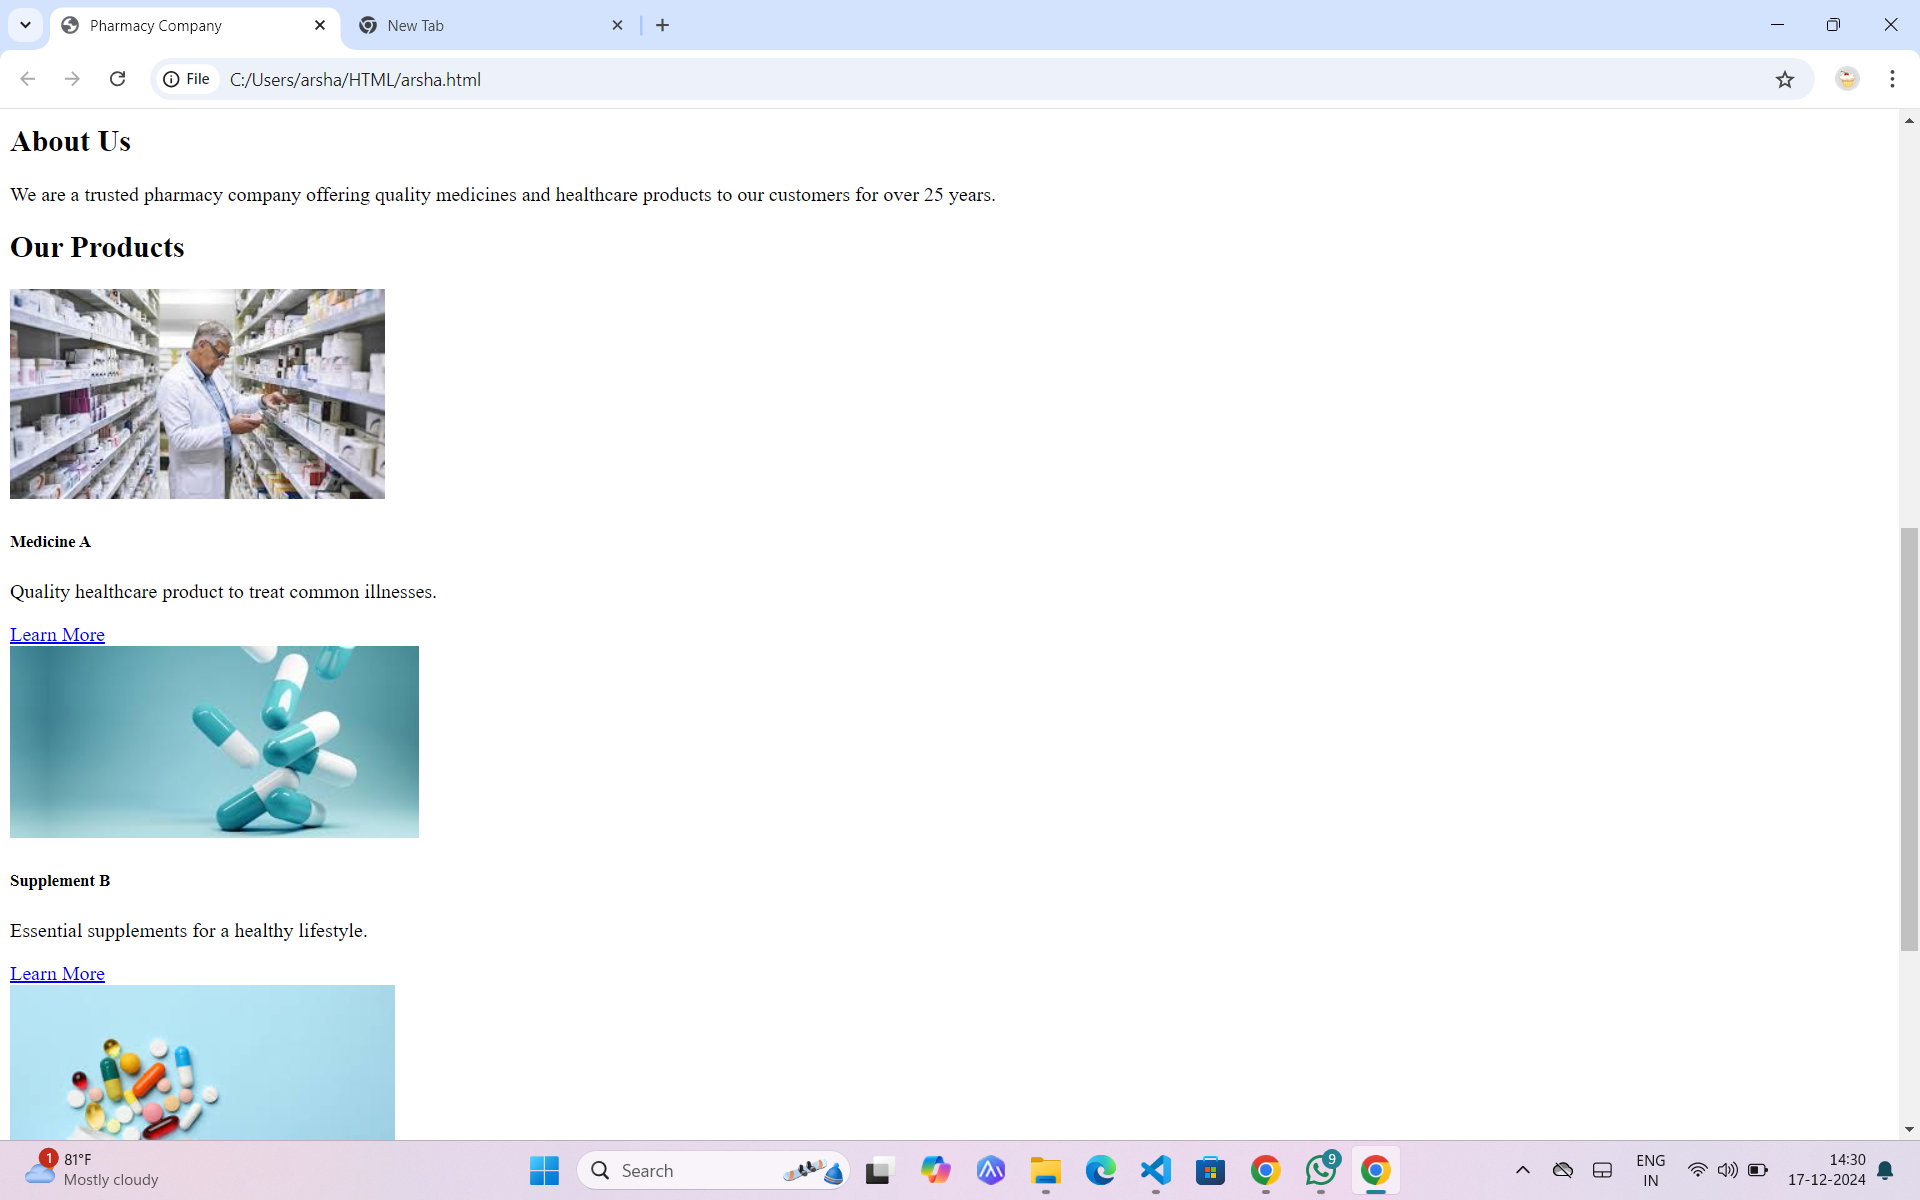 Pharmacy Company
New Tab
File
C:/Users/arsha/HTML/arsha.html
About Us
We are a trusted pharmacy company offering quality medicines and healthcare products to our customers for over 25 years.
Our Products
Medicine A
Quality healthcare product to treat common illnesses.
Learn More
Supplement B
Essential supplements for a healthy lifestyle.
Learn More
1
81°F
Mostly cloudy
Search
9
ENG
IN
14:30
17-12-2024